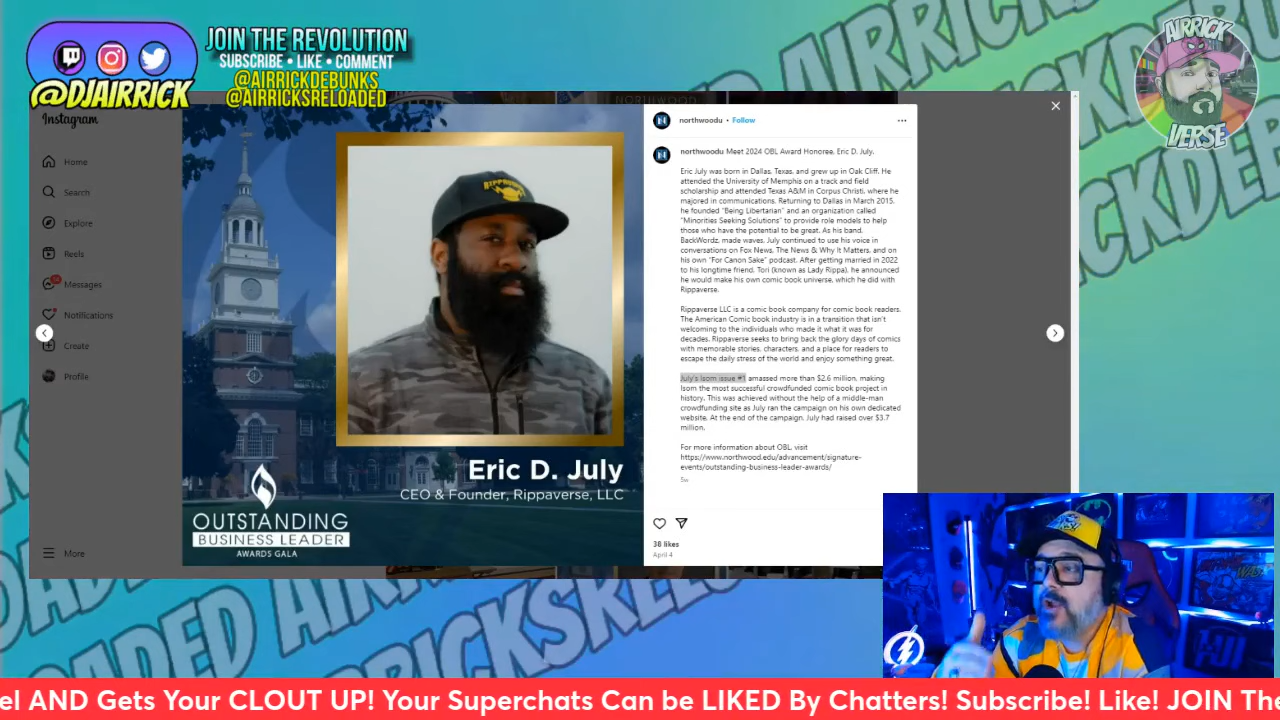 JOIN THE REVOLUTION
SUBSCRIBE • LIKE • COMMENT
@AIRRICKDEBUNKS
@AIRRICKSRELOADED
@DJAIRRICK
AIRRICK
VERSE
Instagram
Home
Search
Explore
Reels
Messages
Notifications
Create
Profile
More
NORTHWOOD
RIPPAVERSE
Eric D. July
CEO & Founder, Rippaverse, LLC
OUTSTANDING
BUSINESS LEADER
AWARDS GALA
northwoodu • Follow
northwoodu Meet 2024 OBL Award Honoree, Eric D. July.
Eric July was born in Dallas, Texas, and grew up in Oak Cliff. He
attended the University of Memphis on a track and field
scholarship and attended Texas A&M in Corpus Christi, where he
majored in communications. Returning to Dallas in March 2015,
he founded "Being Libertarian" and an organization called
"Minorities Seeking Solutions" to provide role models to help
those who have the potential to be great. As his band,
BackWordz, made waves, July continued to use his voice in
conversations on Fox News, The News & Why It Matters, and on
his own "For Canon Sake" podcast. After getting married in 2022
to his longtime friend, Tori (known as Lady Rippa), he announced
he would make his own comic book universe, which he did with
Rippaverse.
Rippaverse LLC is a comic book company for comic book readers.
The American Comic book industry is in a transition that isn't
welcoming to the individuals who made it what it was for
decades. Rippaverse seeks to bring back the glory days of comics
with memorable stories, characters, and a place for readers to
escape the daily stress of the world and enjoy something great.
July's Isom issue #1 amassed more than $2.6 million, making
Isom the most successful crowdfunded comic book project in
history. This was achieved without the help of a middle-man
crowdfunding site as July ran the campaign on his own dedicated
website. At the end of the campaign, July had raised over $3.7
million.
For more information about OBL, visit
https://www.northwood.edu/advancement/signature-
events/outstanding-business-leader-awards/
5w
38 likes
April 4
el AND Gets Your CLOUT UP! Your Superchats Can be LIKED By Chatters! Subscribe! Like! JOIN The